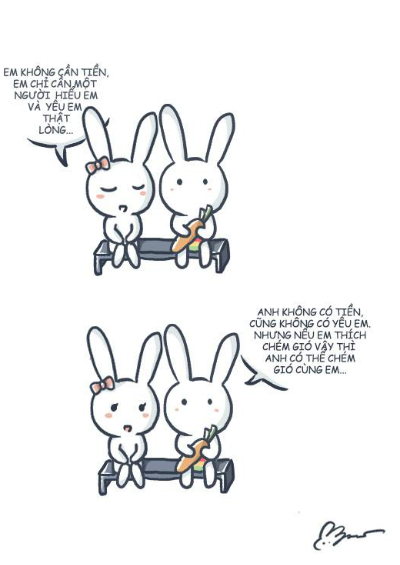 EM KHÔNG CẦN TIỀN,
EM CHỈ CẦN MỘT
NGƯỜI HIỂU EM
VÀ YÊU EM
THẬT
LÒNG...
ANH KHÔNG CÓ TIỀN,
CŨNG KHÔNG CÓ YÊU EM.
NHƯNG NẾU EM THÍCH
CHÉM GIÓ VẬY THÌ
ANH CÓ THỂ CHÉM
GIÓ CÙNG EM...